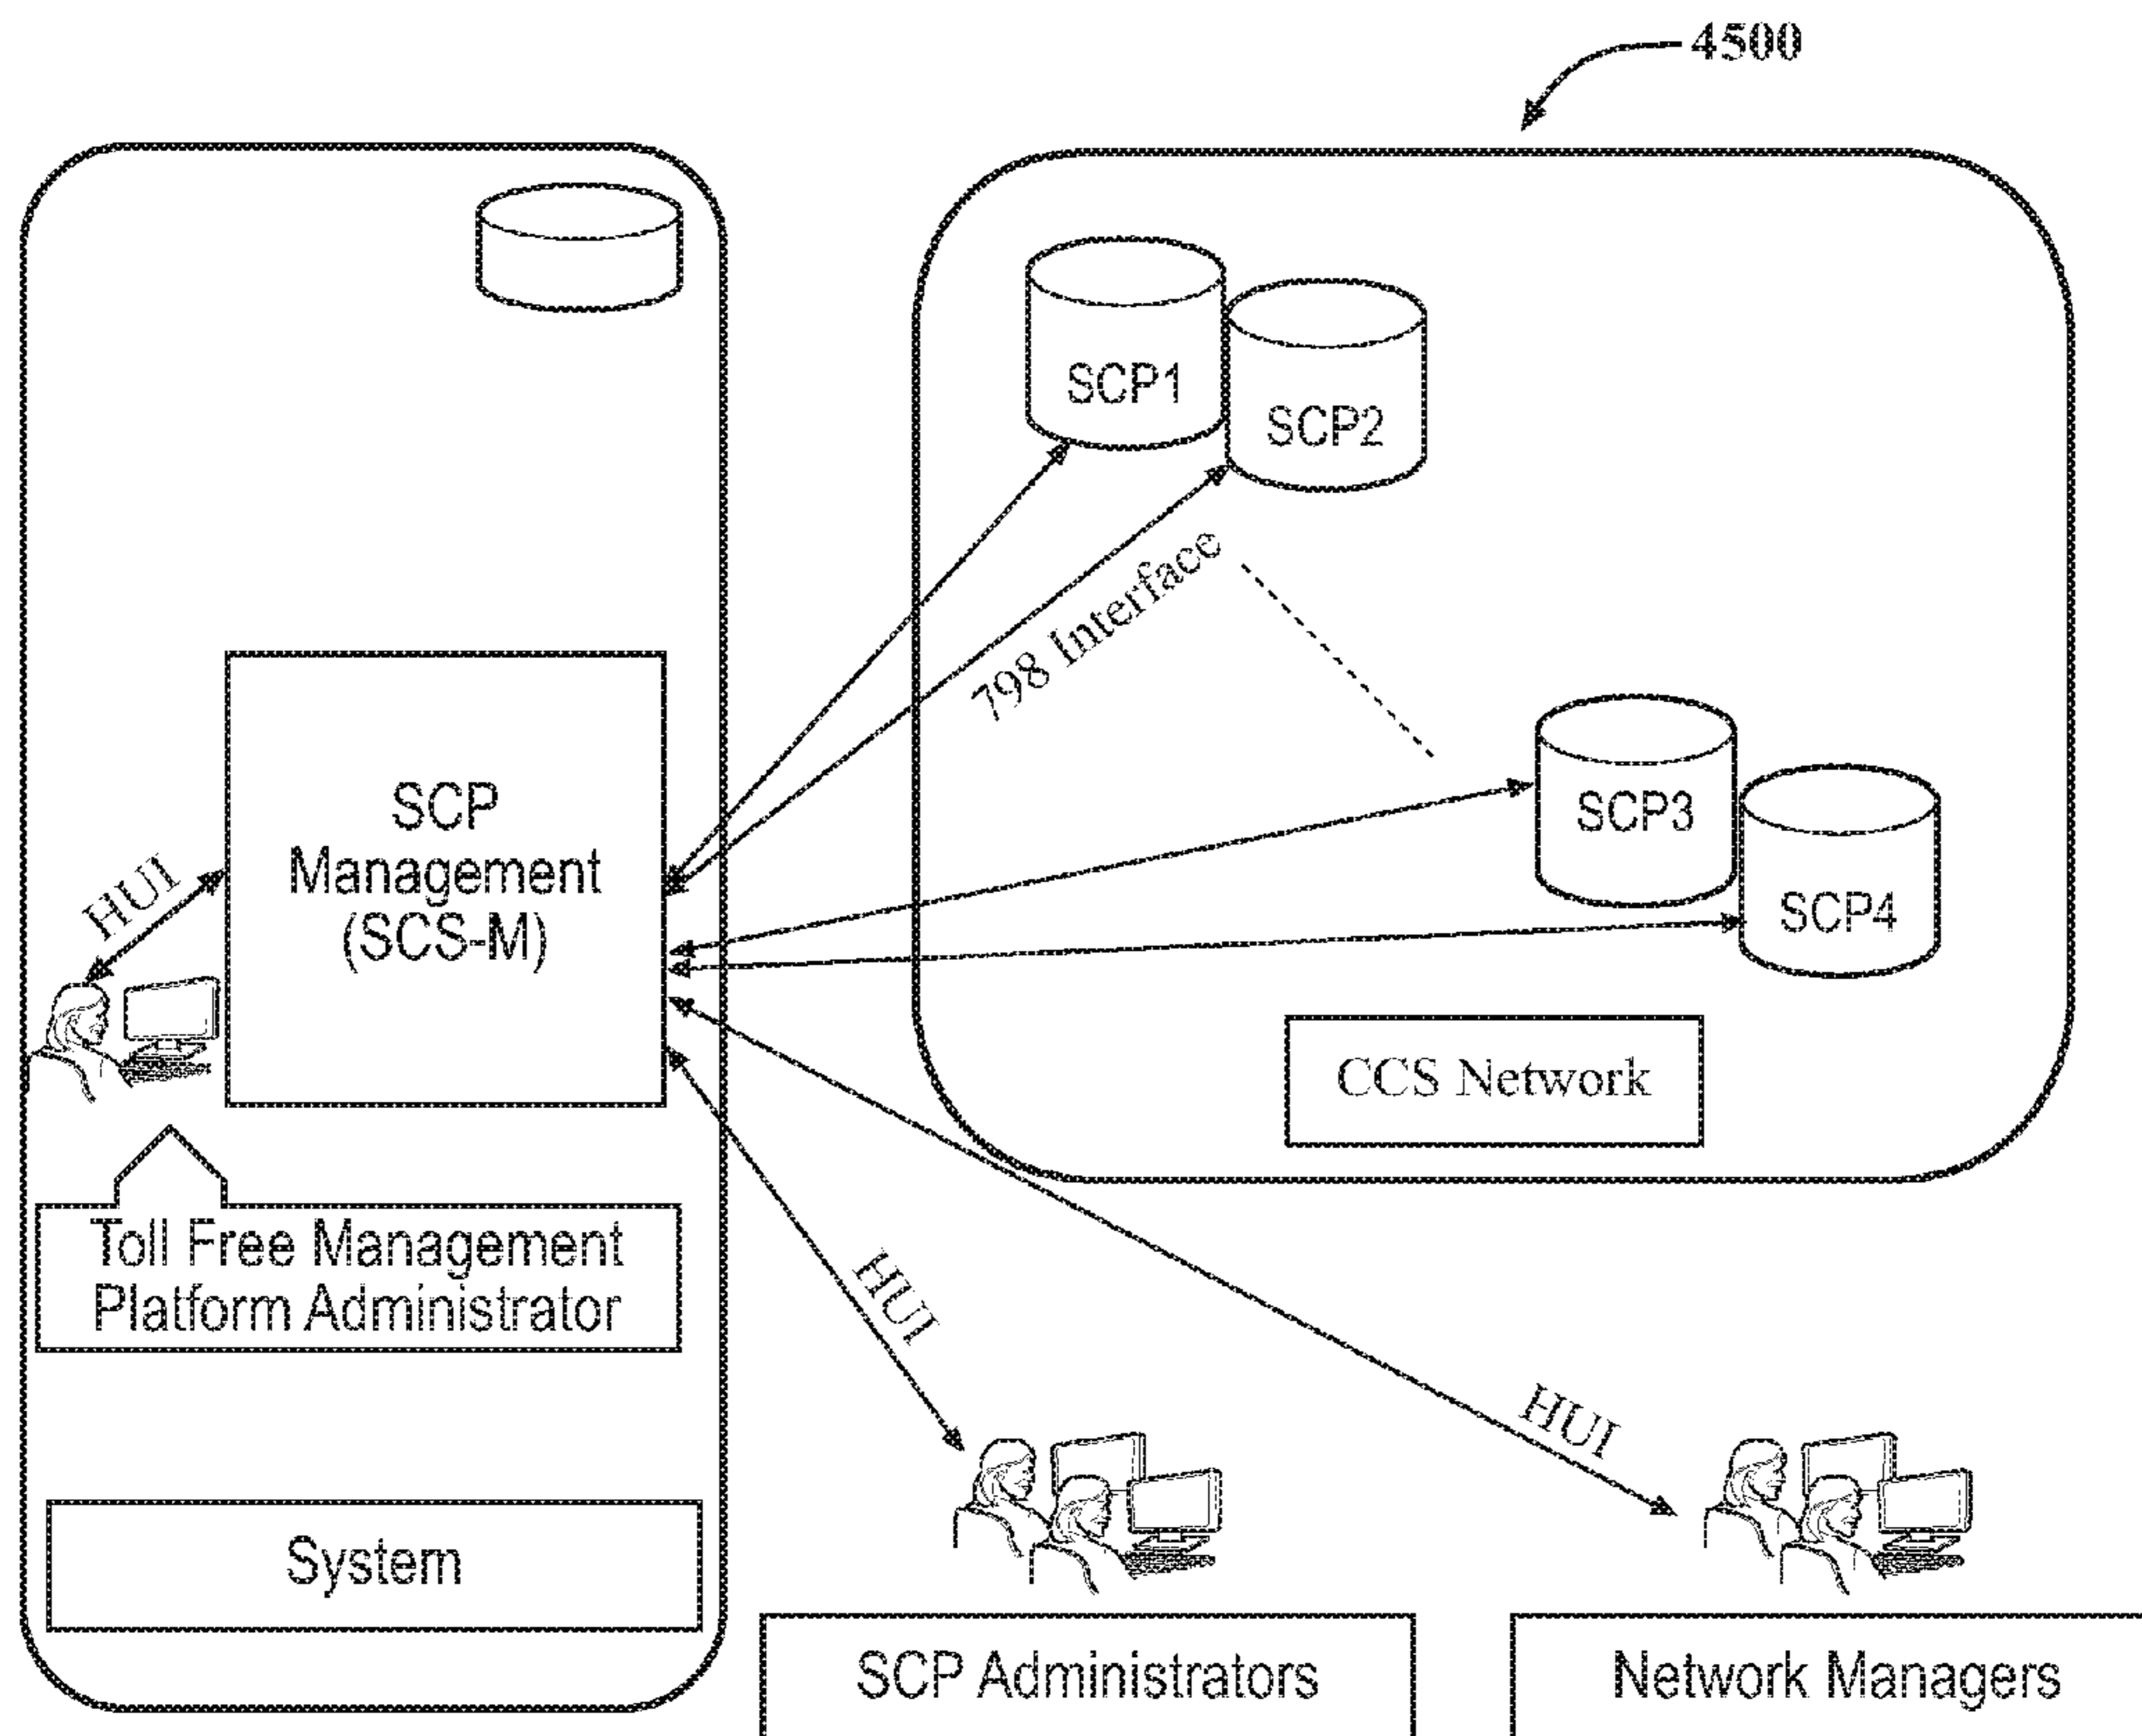 4500
SCP1
SCP2
798 Interface
SCP3
SCP4
CCS Network
SCP
Management
(SCS-M)
HUI
Toll Free Management
Platform Administrator
System
HUI
HUI
SCP Administrators
Network Managers